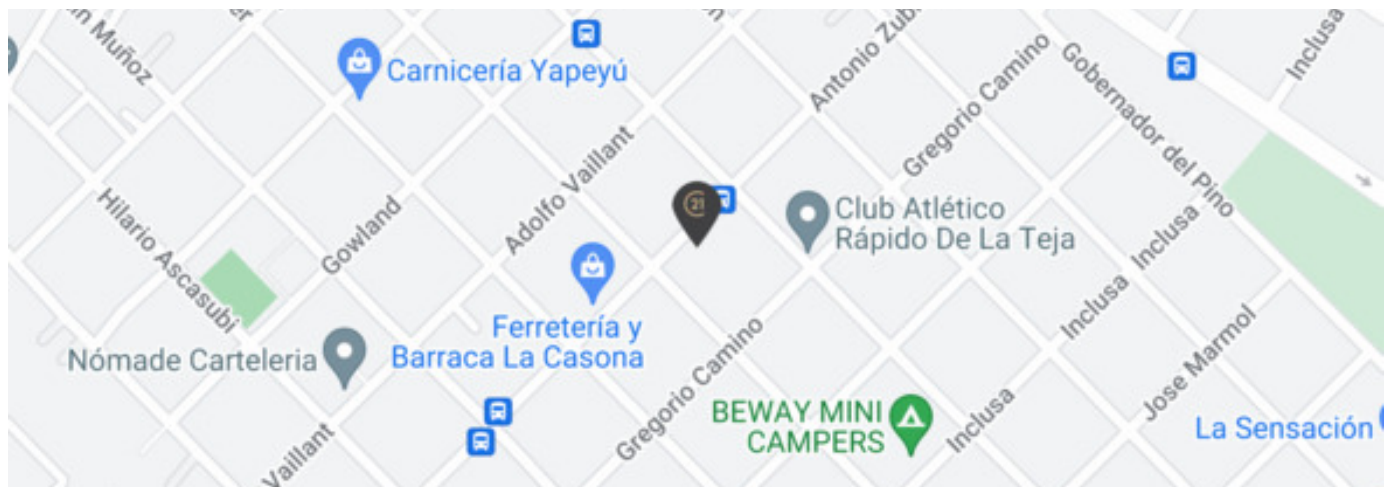 Muñoz
Carnicería Yapeyú
Antonio Zub
Gregorio Camino
Gobernador del Pino
Inclusa
Hilario Ascasubi
Gowland
Adolfo Vaillant
21
Club Atlético
Rápido De La Teja
Inclusa
Inclusa
Ferretería y
Barraca La Casona
Nómade Carteleria
Gregorio Camino
Jose Marmol
BEWAY MINI
CAMPERS
Inclusa
La Sensación
Vaillant